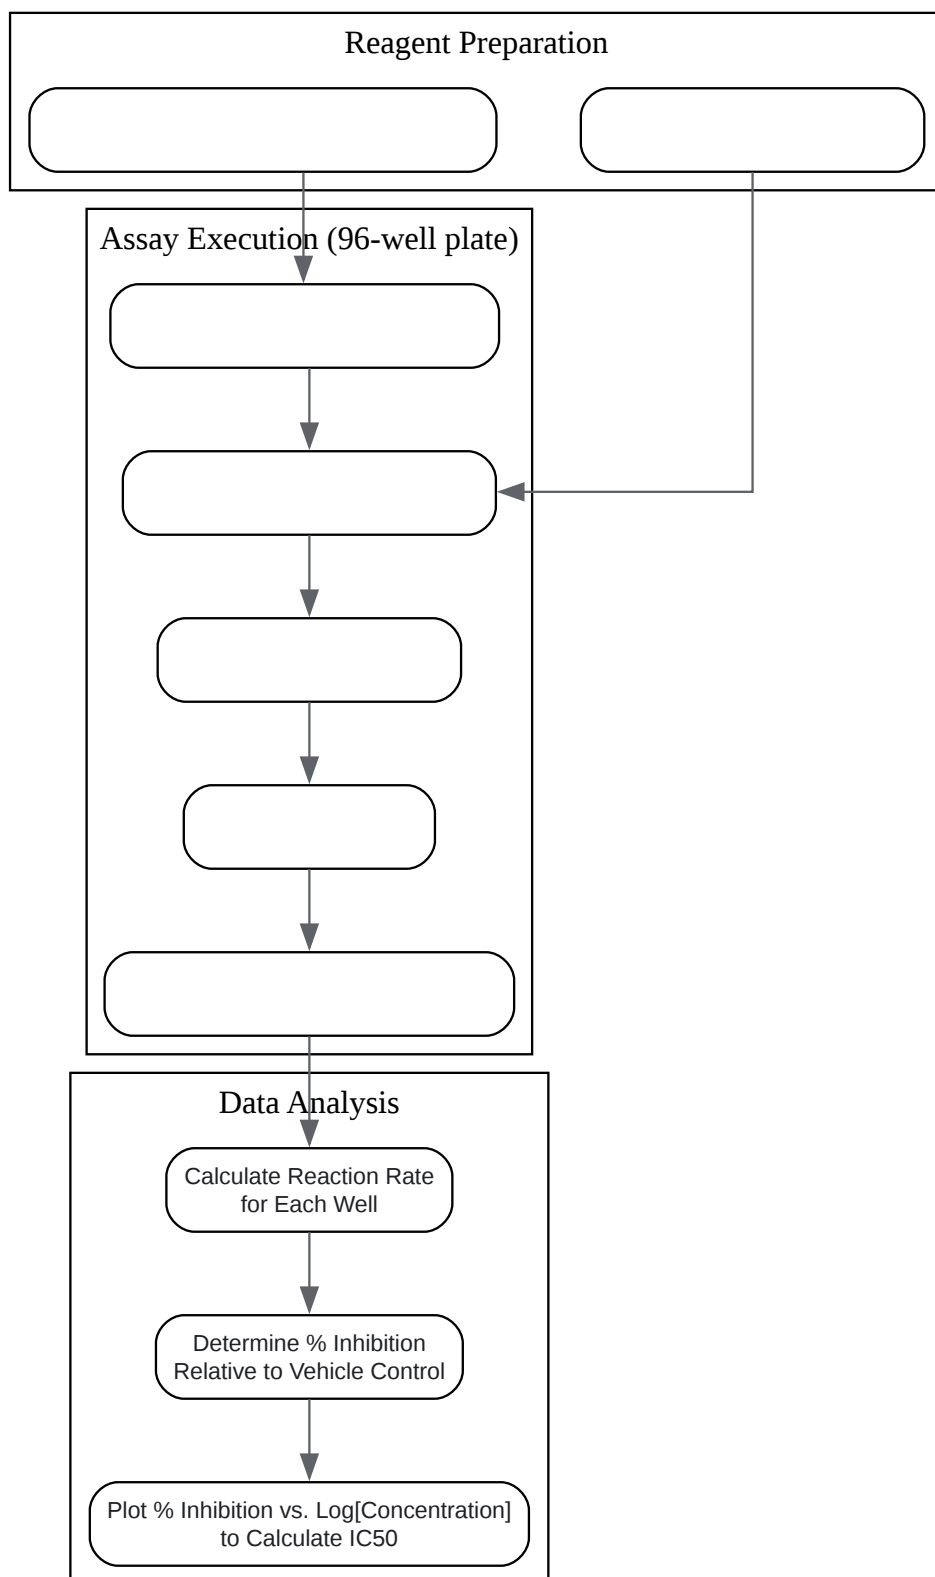 Reagent Preparation
Assay Execution (96-well plate)
Data Analysis
Calculate Reaction Rate
for Each Well
Determine % Inhibition
Relative to Vehicle Control
Plot % Inhibition vs. Log[Concentration]
to Calculate IC50